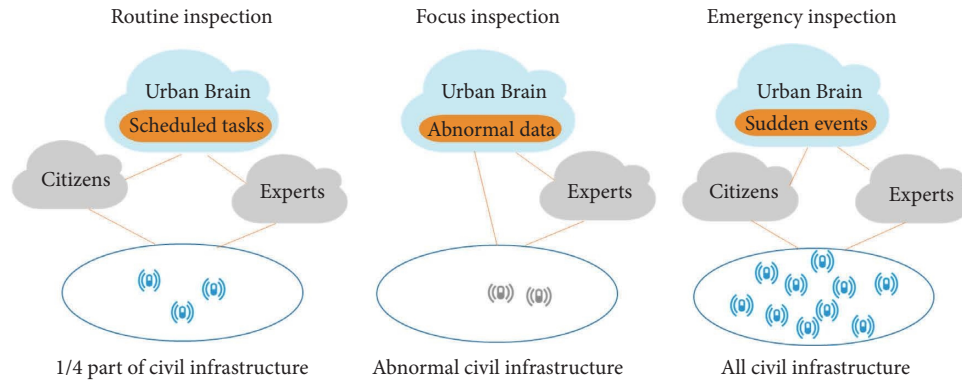 Routine inspection
Urban Brain
Scheduled tasks
Citizens
Experts
1/4 part of civil infrastructure
Focus inspection
Urban Brain
Abnormal data
Experts
Abnormal civil infrastructure
Emergency inspection
Urban Brain
Sudden events
Citizens
Experts
All civil infrastructure